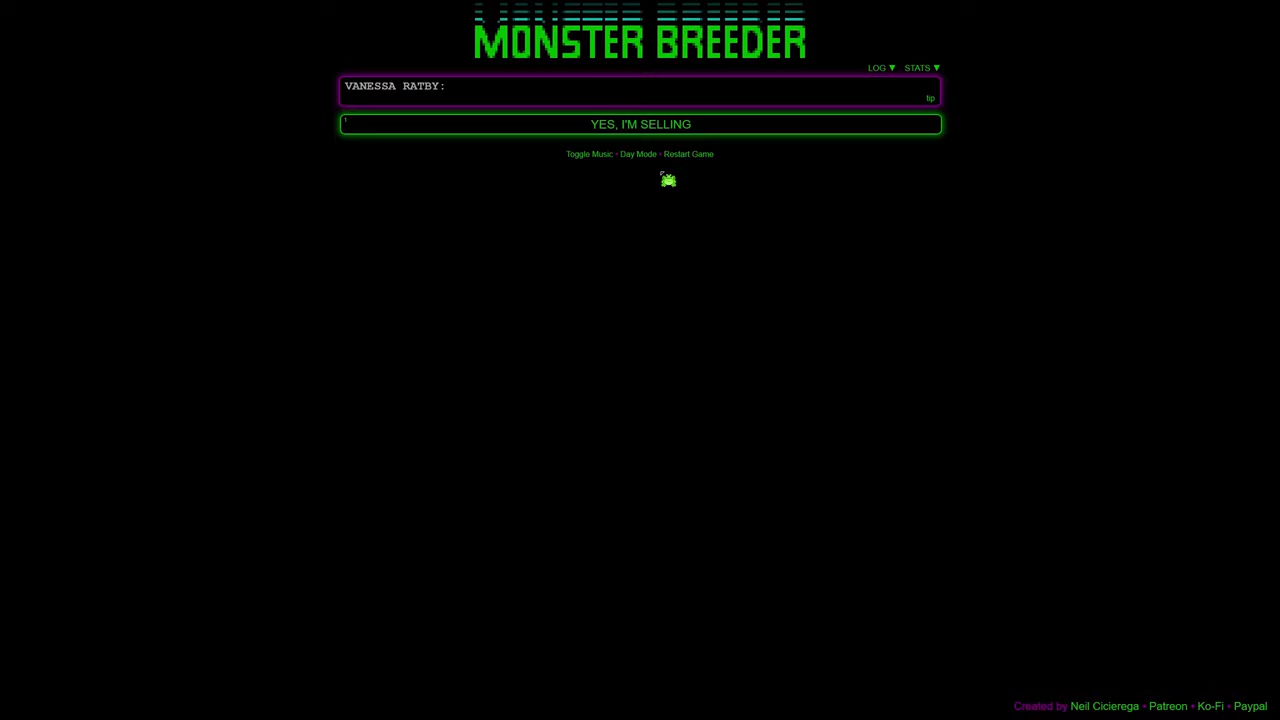 MONSTER BREEDER
LOG ▼ STATS ▼
VANESSA RATBY:
tip
1 YES, I'M SELLING
Toggle Music • Day Mode • Restart Game
Created by Neil Cicierega • Patreon • Ko-Fi • Paypal